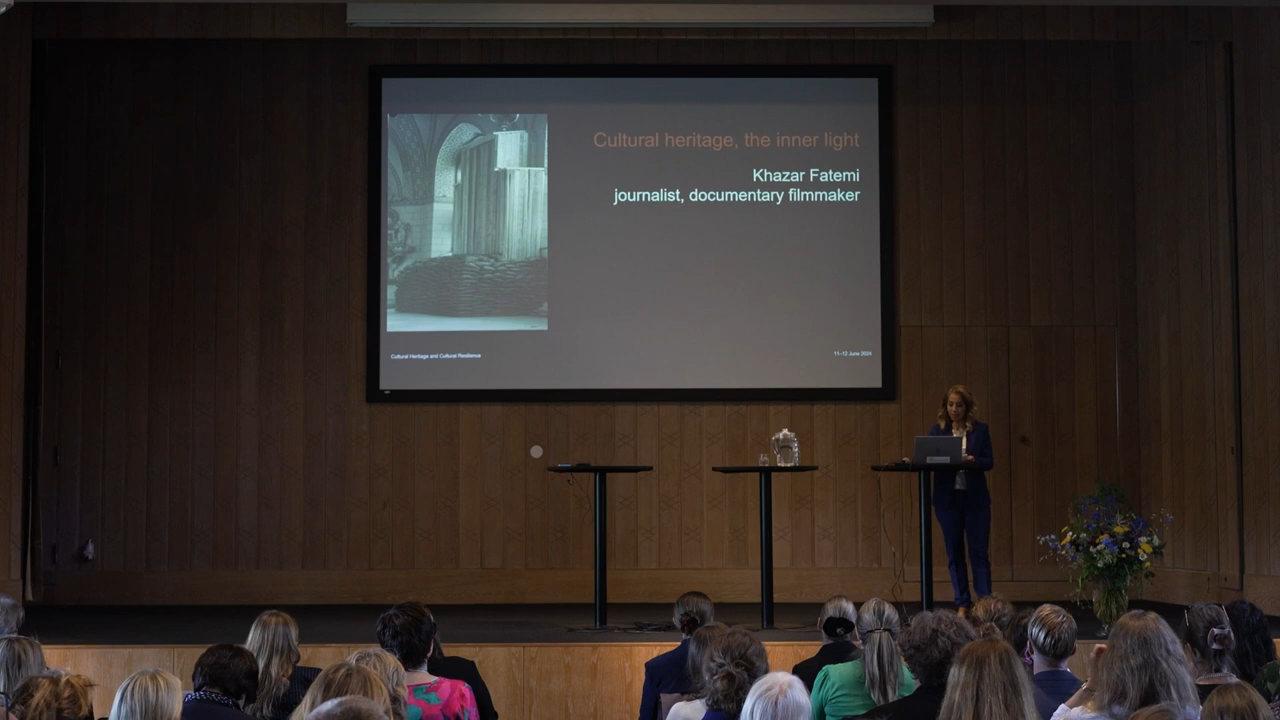 Cultural heritage, the inner light
Khazar Fatemi
journalist, documentary filmmaker
Cultural Heritage and Cultural Resilience
11–12 June 2024